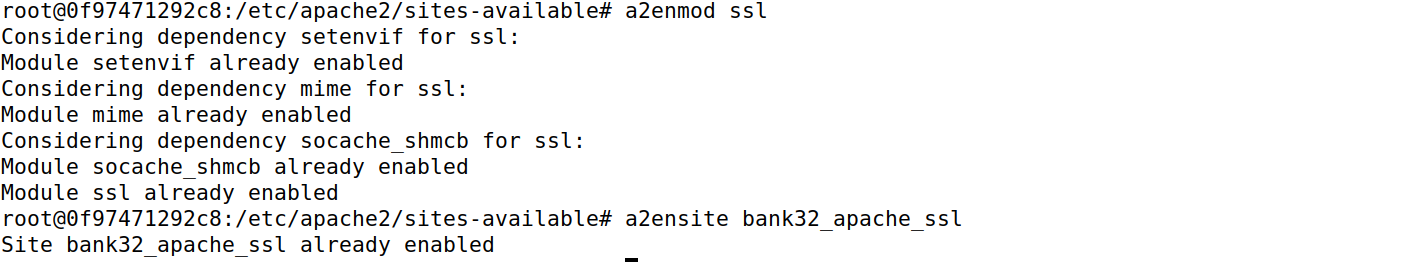 root@0f97471292c8:/etc/apache2/sites-available# a2enmod ssl
Considering dependency setenvif for ssl:
Module setenvif already enabled
Considering dependency mime for ssl:
Module mime already enabled
Considering dependency socache_shmcb for ssl:
Module socache_shmcb already enabled
Module ssl already enabled
root@0f97471292c8:/etc/apache2/sites-available# a2ensite bank32_apache_ssl
Site bank32_apache_ssl already enabled